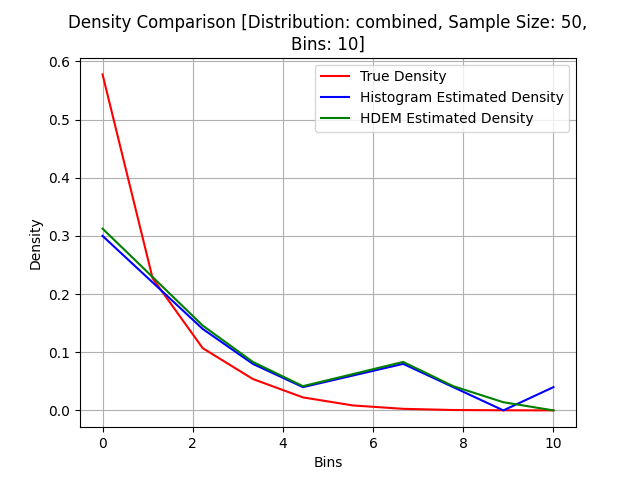 Density Comparison [Distribution: combined, Sample Size: 50,
Bins: 10]
True Density
Histogram Estimated Density
HDEM Estimated Density
Density
0.6
0.5
0.4
0.3
0.2
0.1
0.0
0 2 4 6 8 10
Bins